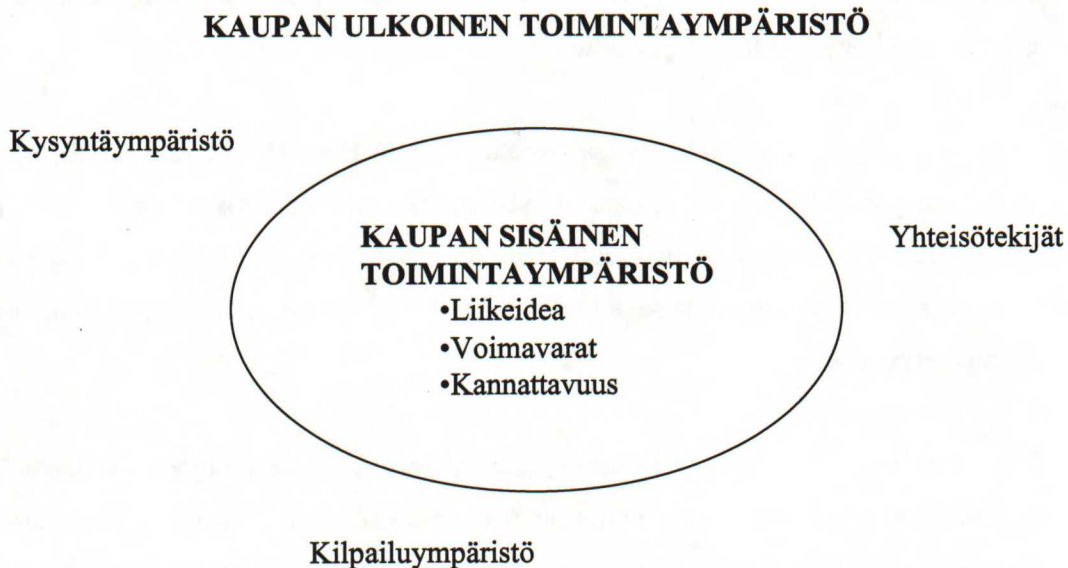 KAUPAN ULKOINEN TOIMINTAYMPÄRISTÖ
Kysyntäympäristö
KAUPAN SISÄINEN
TOIMINTAYMPÄRISTÖ
Yhteisötekijät
•Liikeidea
•Voimavarat
•Kannattavuus
Kilpailuympäristö